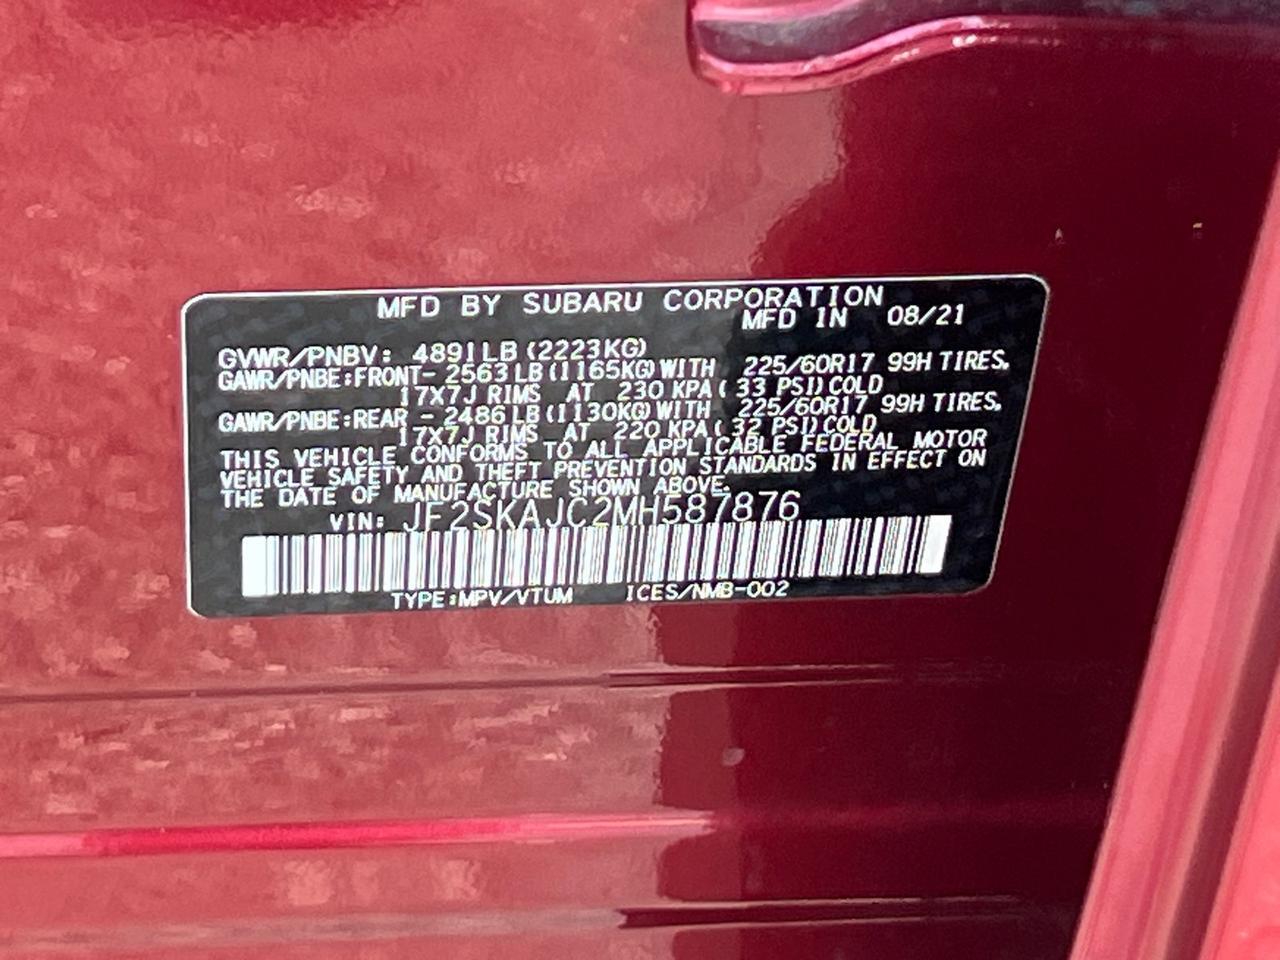 MFD BY SUBARU CORPORATION
MFD IN 08/21
GVWR/PNBV: 4891LB (2223KG)
GAWR/PNBE:FRONT- 2563LB(1165KG)WITH 225/60R17 99H TIRES,
17X7J RIMS AT 230 KPA( 33 PSI)COLD
GAWR/PNBE:REAR - 2486LB(1130KG)WITH 225/60R17 99H TIRES,
17X7J RIMS AT 220 KPA( 32 PSI)COLD
THIS VEHICLE CONFORMS TO ALL APPLICABLE FEDERAL MOTOR
VEHICLE SAFETY AND THEFT PREVENTION STANDARDS IN EFFECT ON
THE DATE OF MANUFACTURE SHOWN ABOVE.
VIN: JF2SKAJC2MH587876
TYPE:MPV/VTUM ICES/NMB-002